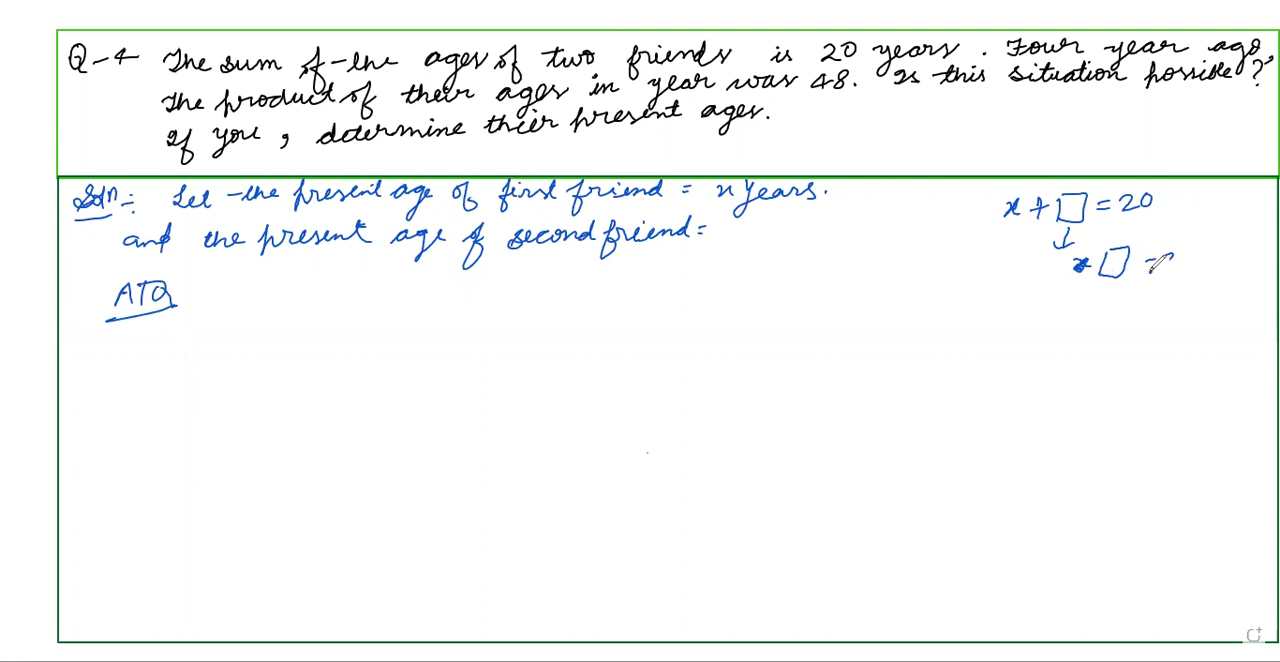 Q-4 The sum of the ages of two friends is 20 years. Four year ago,
the product of their ages in year was 48. Is this situation possible?
If you, determine their present ages.
Soln:- Let the present age of first friend = x years.
and the present age of second friend =
ATQ
x + □ = 20
↓
x □ =